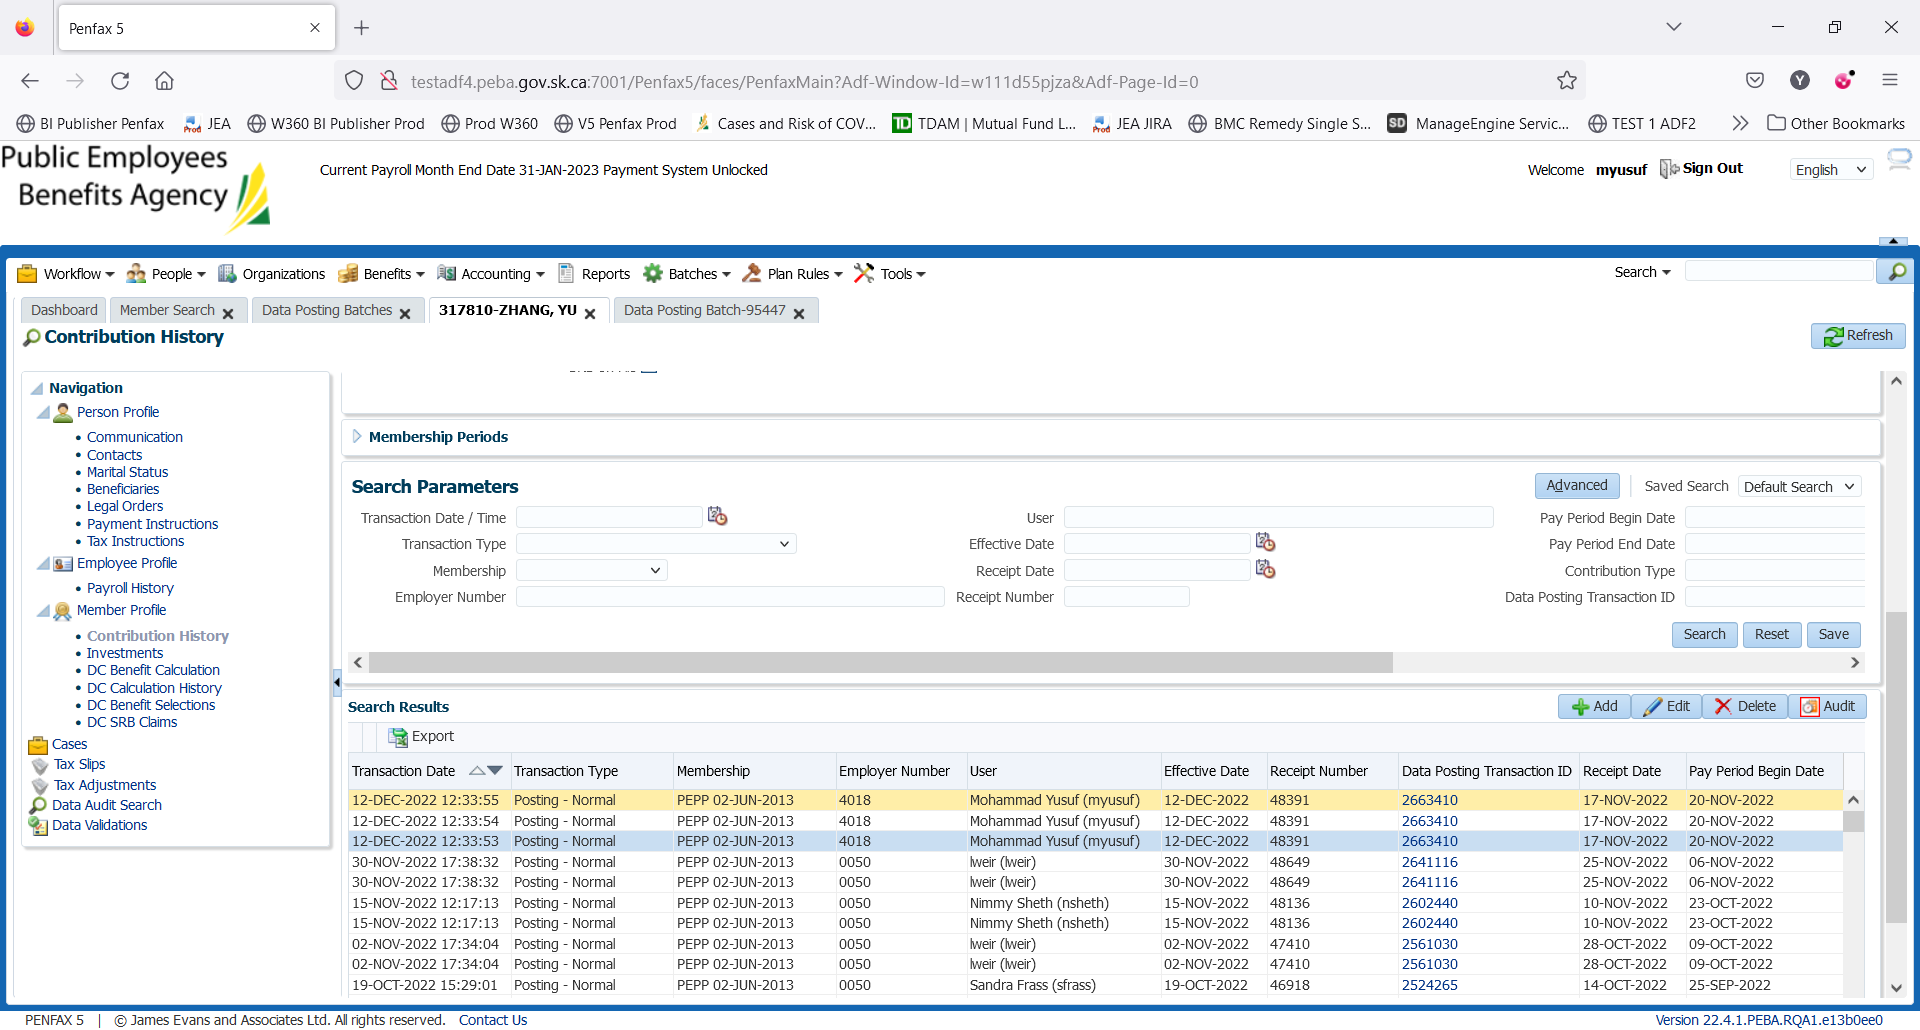 Penfax 5
testadf4.peba.gov.sk.ca:7001/Penfax5/faces/PenfaxMain?Adf-Window-Id=w111d55pjza&Adf-Page-Id=0
Y
BI Publisher Penfax JEA W360 BI Publisher Prod Prod W360 V5 Penfax Prod Cases and Risk of COV... TDAM | Mutual Fund L... JEA JIRA BMC Remedy Single S... ManageEngine Servic... TEST 1 ADF2 Other Bookmarks
Public Employees
Benefits Agency
Current Payroll Month End Date 31-JAN-2023 Payment System Unlocked
Welcome myusuf Sign Out English
Workflow People Organizations Benefits Accounting Reports Batches Plan Rules Tools Search
Dashboard Member Search Data Posting Batches 317810-ZHANG, YU Data Posting Batch-95447
Contribution History Refresh
Navigation
Person Profile
Communication
Contacts
Marital Status
Beneficiaries
Legal Orders
Payment Instructions
Tax Instructions
Employee Profile
Payroll History
Member Profile
Contribution History
Investments
DC Benefit Calculation
DC Calculation History
DC Benefit Selections
DC SRB Claims
Cases
Tax Slips
Tax Adjustments
Data Audit Search
Data Validations
Membership Periods
Search Parameters Advanced Saved Search Default Search
Transaction Date / Time User Pay Period Begin Date
Transaction Type Effective Date Pay Period End Date
Membership Receipt Date Contribution Type
Employer Number Receipt Number Data Posting Transaction ID
Search Reset Save
Search Results Add Edit Delete Audit
Export
Transaction Date Transaction Type Membership Employer Number User Effective Date Receipt Number Data Posting Transaction ID Receipt Date Pay Period Begin Date
12-DEC-2022 12:33:55 Posting - Normal PEPP 02-JUN-2013 4018 Mohammad Yusuf (myusuf) 12-DEC-2022 48391 2663410 17-NOV-2022 20-NOV-2022
12-DEC-2022 12:33:54 Posting - Normal PEPP 02-JUN-2013 4018 Mohammad Yusuf (myusuf) 12-DEC-2022 48391 2663410 17-NOV-2022 20-NOV-2022
12-DEC-2022 12:33:53 Posting - Normal PEPP 02-JUN-2013 4018 Mohammad Yusuf (myusuf) 12-DEC-2022 48391 2663410 17-NOV-2022 20-NOV-2022
30-NOV-2022 17:38:32 Posting - Normal PEPP 02-JUN-2013 0050 lweir (lweir) 30-NOV-2022 48649 2641116 25-NOV-2022 06-NOV-2022
30-NOV-2022 17:38:32 Posting - Normal PEPP 02-JUN-2013 0050 lweir (lweir) 30-NOV-2022 48649 2641116 25-NOV-2022 06-NOV-2022
15-NOV-2022 12:17:13 Posting - Normal PEPP 02-JUN-2013 0050 Nimmy Sheth (nsheth) 15-NOV-2022 48136 2602440 10-NOV-2022 23-OCT-2022
15-NOV-2022 12:17:13 Posting - Normal PEPP 02-JUN-2013 0050 Nimmy Sheth (nsheth) 15-NOV-2022 48136 2602440 10-NOV-2022 23-OCT-2022
02-NOV-2022 17:34:04 Posting - Normal PEPP 02-JUN-2013 0050 lweir (lweir) 02-NOV-2022 47410 2561030 28-OCT-2022 09-OCT-2022
02-NOV-2022 17:34:04 Posting - Normal PEPP 02-JUN-2013 0050 lweir (lweir) 02-NOV-2022 47410 2561030 28-OCT-2022 09-OCT-2022
19-OCT-2022 15:29:01 Posting - Normal PEPP 02-JUN-2013 0050 Sandra Frass (sfrass) 19-OCT-2022 46918 2524265 14-OCT-2022 25-SEP-2022
PENFAX 5 | © James Evans and Associates Ltd. All rights reserved. Contact Us Version 22.4.1.PEBA.RQA1.e13b0ee0